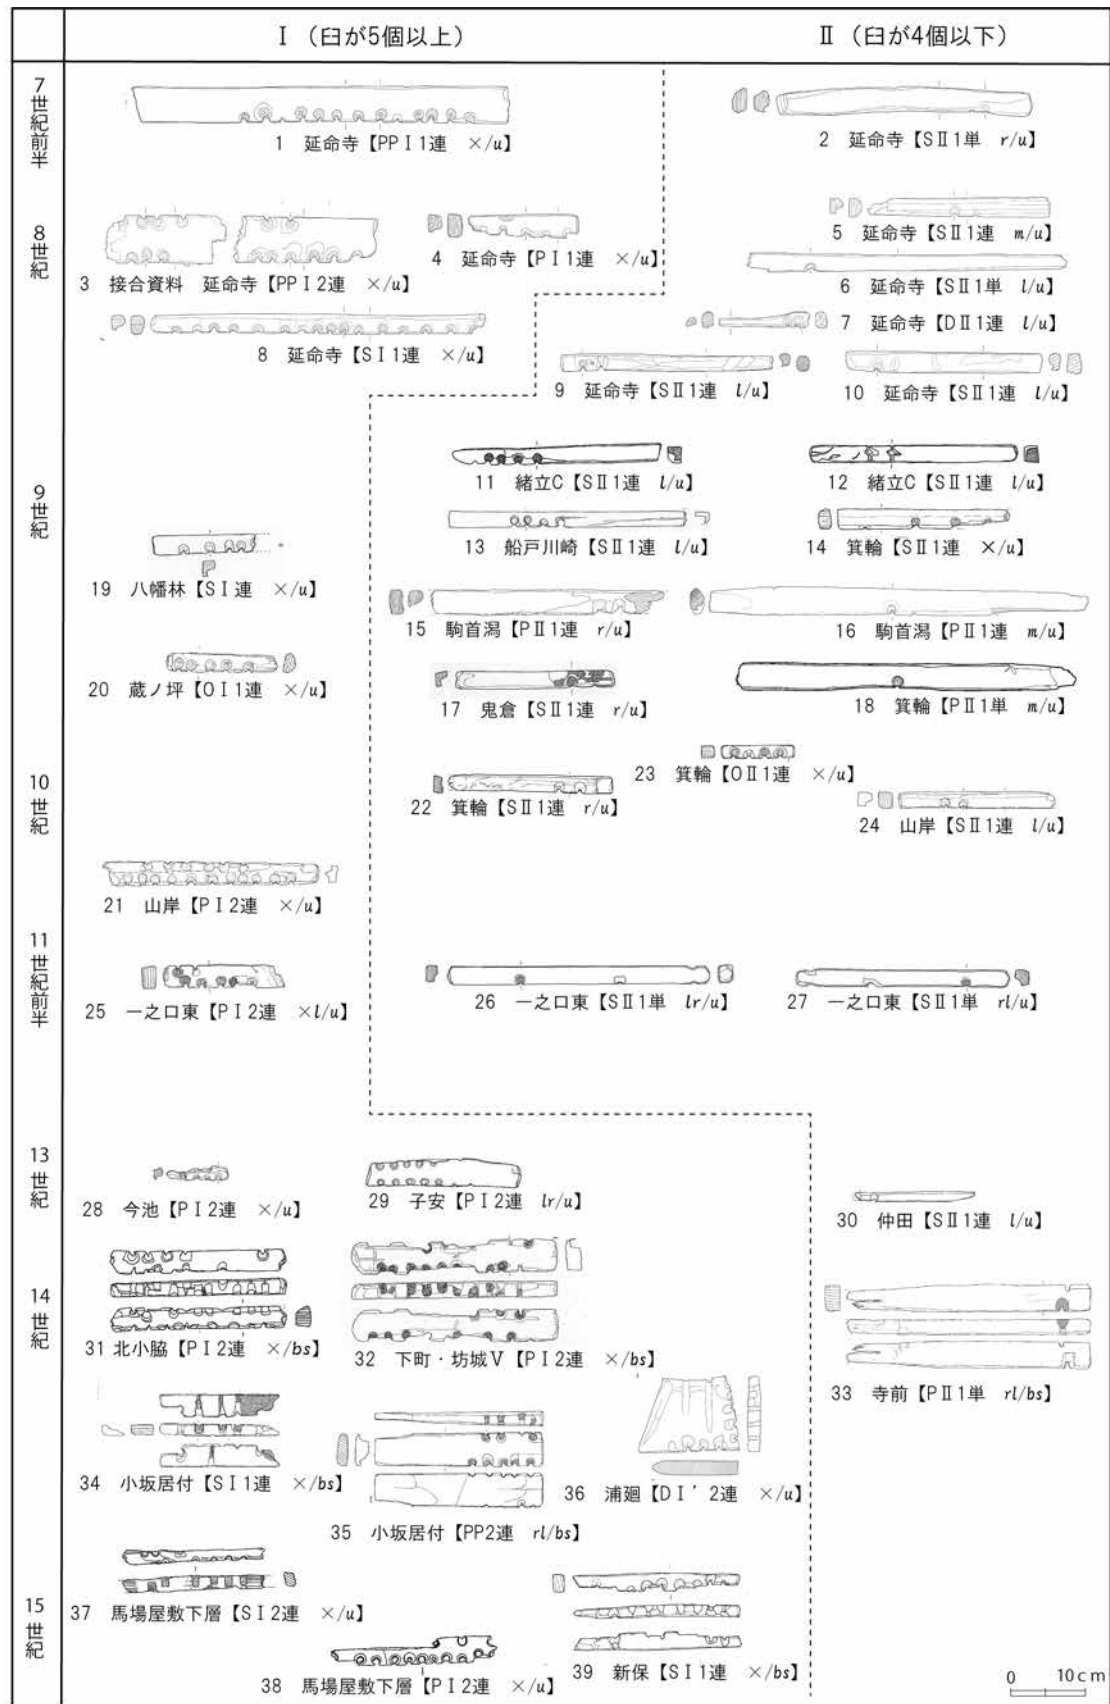 Ⅰ（臼が5個以上）
Ⅱ（臼が4個以下）
7世紀前半
1 延命寺【PPⅠ1連 ×/u】
2 延命寺【SⅡ1単 r/u】
8世紀
3 接合資料 延命寺【PPⅠ2連 ×/u】
4 延命寺【PⅠ1連 ×/u】
5 延命寺【SⅡ1連 m/u】
6 延命寺【SⅡ1単 l/u】
7 延命寺【DⅡ1連 l/u】
8 延命寺【SⅠ1連 ×/u】
9 延命寺【SⅡ1連 l/u】
10 延命寺【SⅡ1連 l/u】
9世紀
11 緒立C【SⅡ1連 l/u】
12 緒立C【SⅡ1連 l/u】
13 船戸川崎【SⅡ1連 l/u】
14 箕輪【SⅡ1連 ×/u】
19 八幡林【SⅠ連 ×/u】
15 駒首潟【PⅡ1連 r/u】
16 駒首潟【PⅡ1連 m/u】
20 蔵ノ坪【OⅠ1連 ×/u】
17 鬼倉【SⅡ1連 r/u】
18 箕輪【PⅡ1単 m/u】
10世紀
23 箕輪【OⅡ1連 ×/u】
22 箕輪【SⅡ1連 r/u】
24 山岸【SⅡ1連 l/u】
21 山岸【PⅠ2連 ×/u】
11世紀前半
25 一之口東【PⅠ2連 ×l/u】
26 一之口東【SⅡ1単 lr/u】
27 一之口東【SⅡ1単 rl/u】
13世紀
28 今池【PⅠ2連 ×/u】
29 子安【PⅠ2連 lr/u】
30 仲田【SⅡ1連 l/u】
14世紀
31 北小脇【PⅠ2連 ×/bs】
32 下町・坊城Ⅴ【PⅠ2連 ×/bs】
33 寺前【PⅡ1単 rl/bs】
34 小坂居付【SⅠ1連 ×/bs】
35 小坂居付【PP2連 rl/bs】
36 浦廻【DⅠ'2連 ×/u】
15世紀
37 馬場屋敷下層【SⅠ2連 ×/u】
38 馬場屋敷下層【PⅠ2連 ×/u】
39 新保【SⅠ1連 ×/bs】
0 10cm